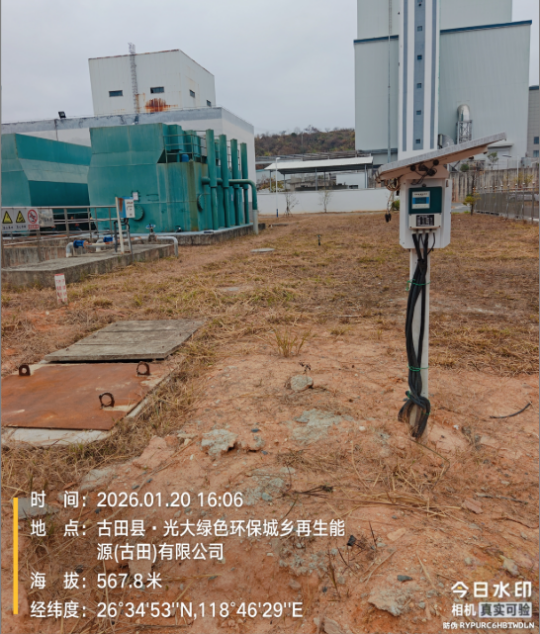 时 间：2026.01.20 16:06
地 点：古田县·光大绿色环保城乡再生能
源(古田)有限公司
海 拔：567.8米
经纬度：26°34'53''N,118°46'29''E
今日水印
相机 真实可验
防伪 RYPURC6HBTWDLN